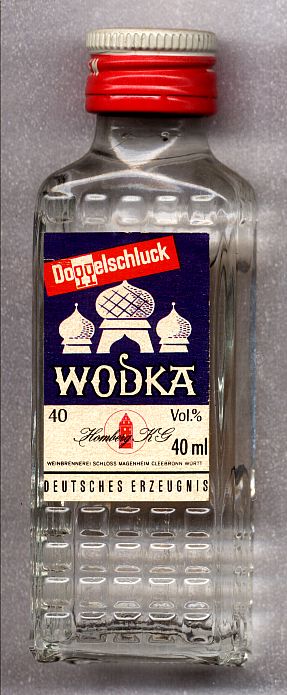 Doppelschluck
WODKA
40 Vol.%
Homberg KG
40 ml
WEINBRENNEREI SCHLOSS MAGENHEIM CLEEBRONN WÜRTT
DEUTSCHES ERZEUGNIS